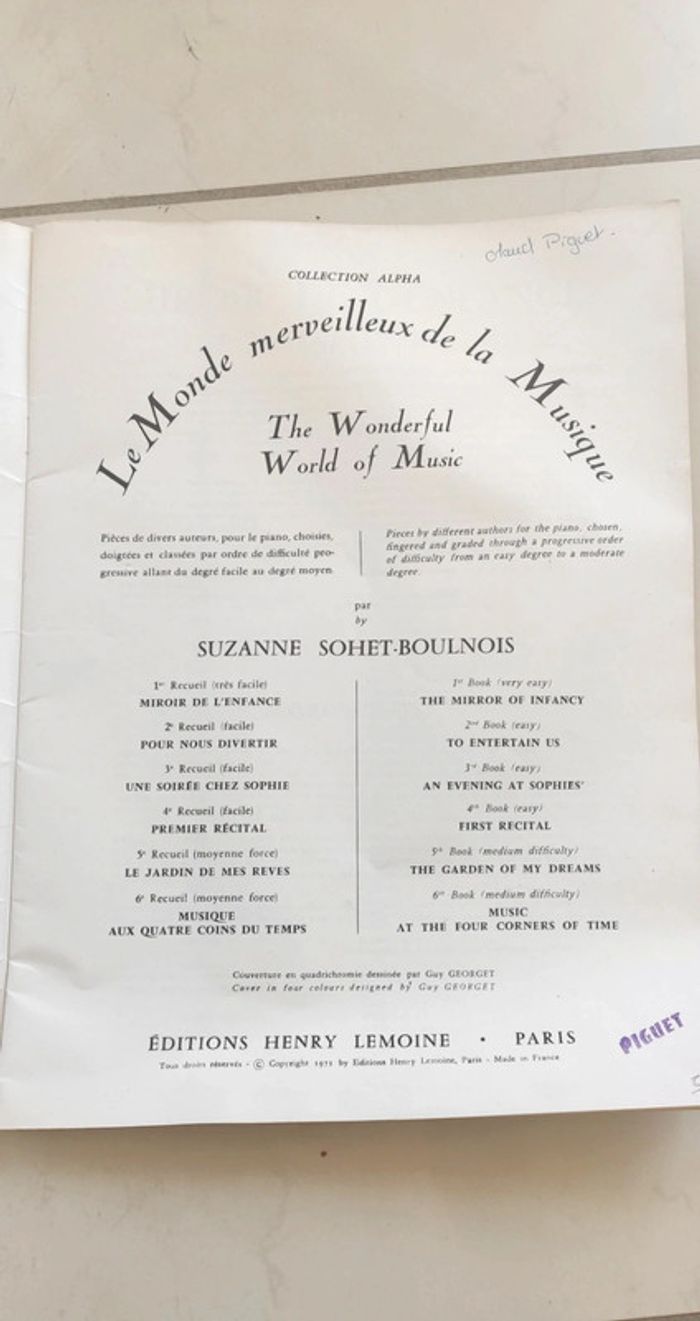 Piguet.
COLLECTION ALPHA
Le Monde merveilleux de la Musique
The Wonderful
World of Music
Pièces de divers auteurs, pour le piano, choisies,
doigtées et classées par ordre de difficulté pro-
gressive allant du degré facile au degré moyen.
Pieces by different authors for the piano, chosen,
fingered and graded through a progressive order
of difficulty from an easy degree to a moderate
degree.
par
by
SUZANNE SOHET-BOULNOIS
1er Recueil (très facile)
MIROIR DE L'ENFANCE
2e Recueil (facile)
POUR NOUS DIVERTIR
3e Recueil (facile)
UNE SOIRÉE CHEZ SOPHIE
4e Recueil (facile)
PREMIER RÉCITAL
5e Recueil (moyenne force)
LE JARDIN DE MES REVES
6e Recueil (moyenne force)
MUSIQUE
AUX QUATRE COINS DU TEMPS
1st Book (very easy)
THE MIRROR OF INFANCY
2nd Book (easy)
TO ENTERTAIN US
3rd Book (easy)
AN EVENING AT SOPHIES'
4th Book (easy)
FIRST RECITAL
5th Book (medium difficulty)
THE GARDEN OF MY DREAMS
6th Book (medium difficulty)
MUSIC
AT THE FOUR CORNERS OF TIME
Couverture en quadrichromie dessinée par Guy GEORGET
Cover in four colours designed by Guy GEORGET
ÉDITIONS HENRY LEMOINE • PARIS
Tous droits réservés - © Copyright 1971 by Editions Henry Lemoine, Paris - Made in France
PIGUET